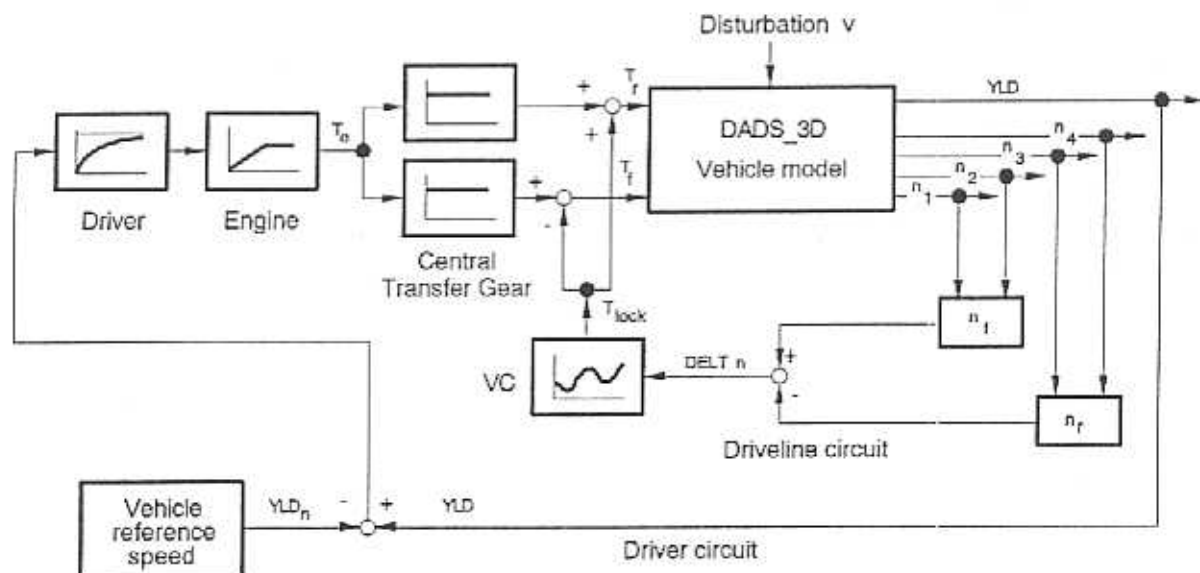 Disturbation v
T_r
YLD
+
+
DADS_3D
Vehicle model
n_4
n_3
n_2
n_1
T_e
T_f
+
-
Driver
Engine
Central
Transfer Gear
T_lock
n_f
VC
DELT n
+
-
n_r
Driveline circuit
Vehicle
reference
speed
YLD_n
-
+
YLD
Driver circuit